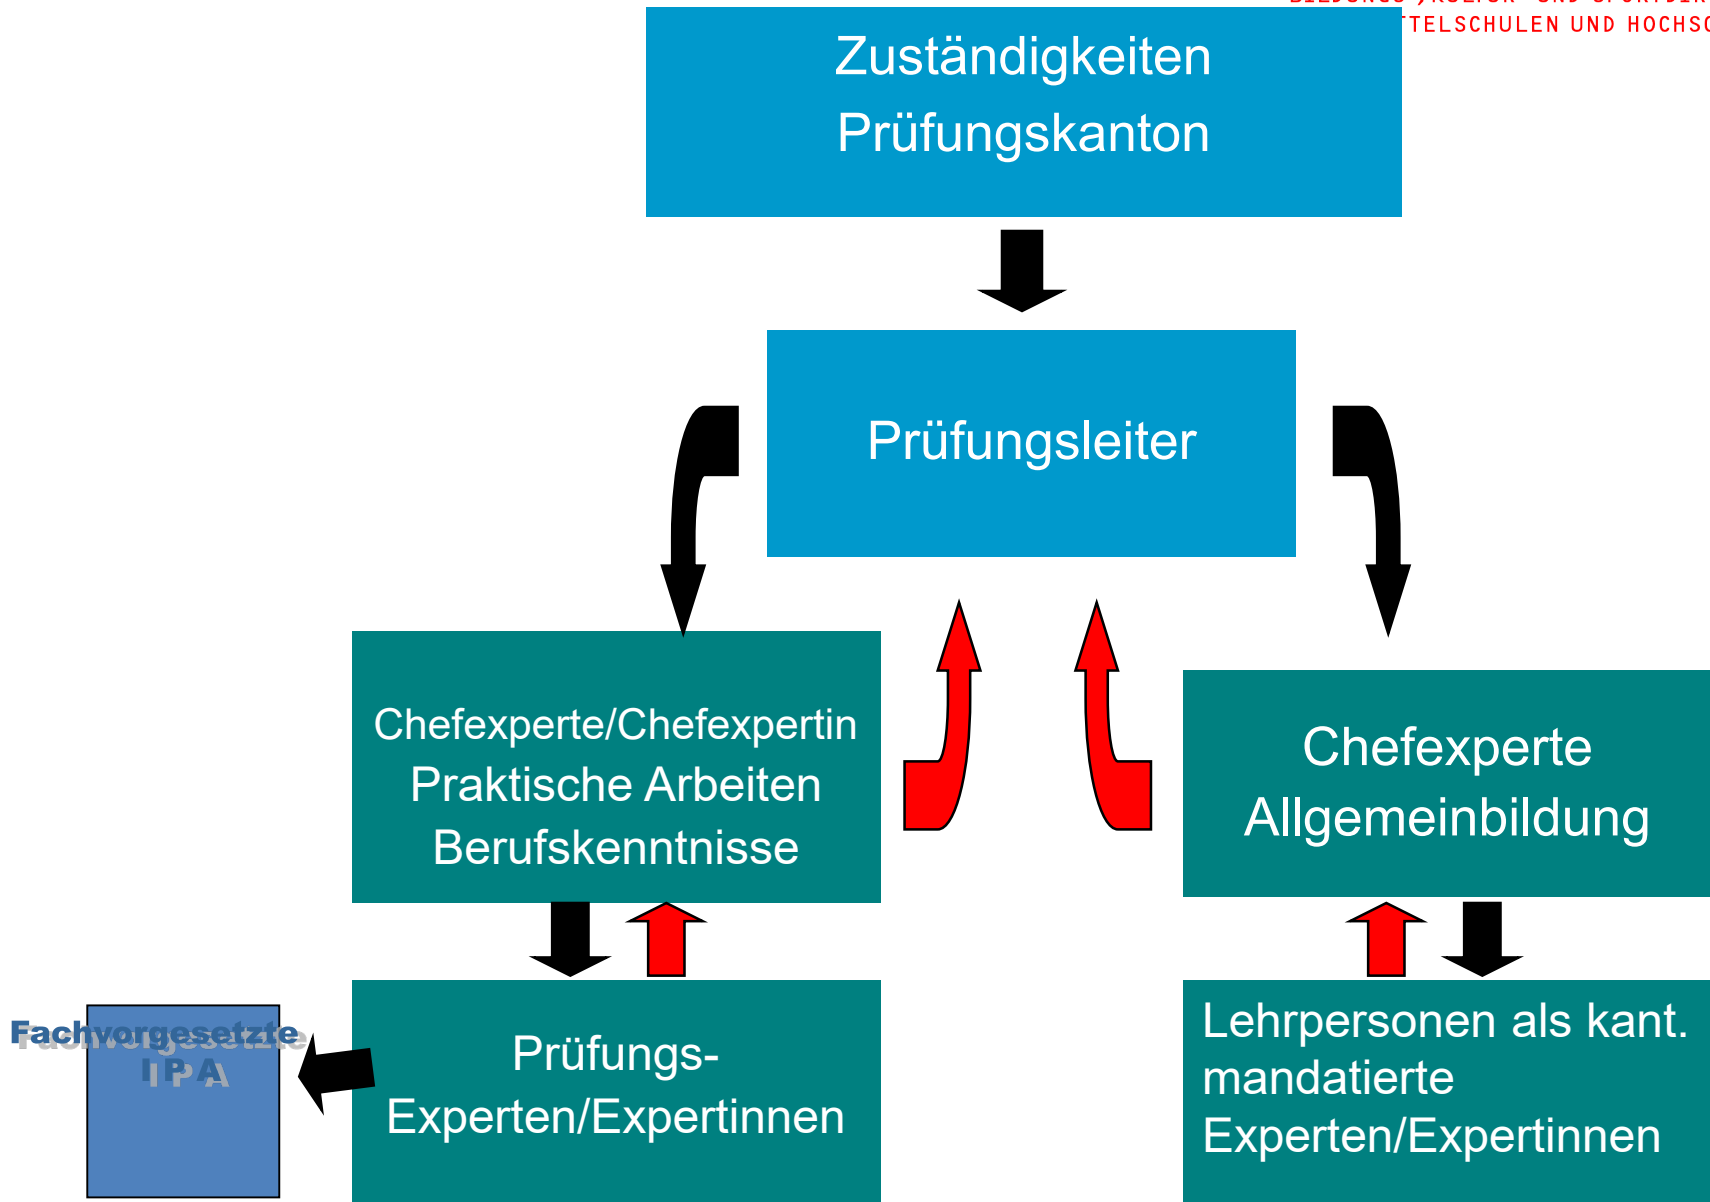 TELSCHULEN UND HOCHSC
Zuständigkeiten
Prüfungskanton
Prüfungsleiter
Chefexperte/Chefexpertin
Praktische Arbeiten
Berufskenntnisse
Chefexperte
Allgemeinbildung
Fachvorgesetzte
IPA
Prüfungs-
Experten/Expertinnen
Lehrpersonen als kant.
mandatierte
Experten/Expertinnen